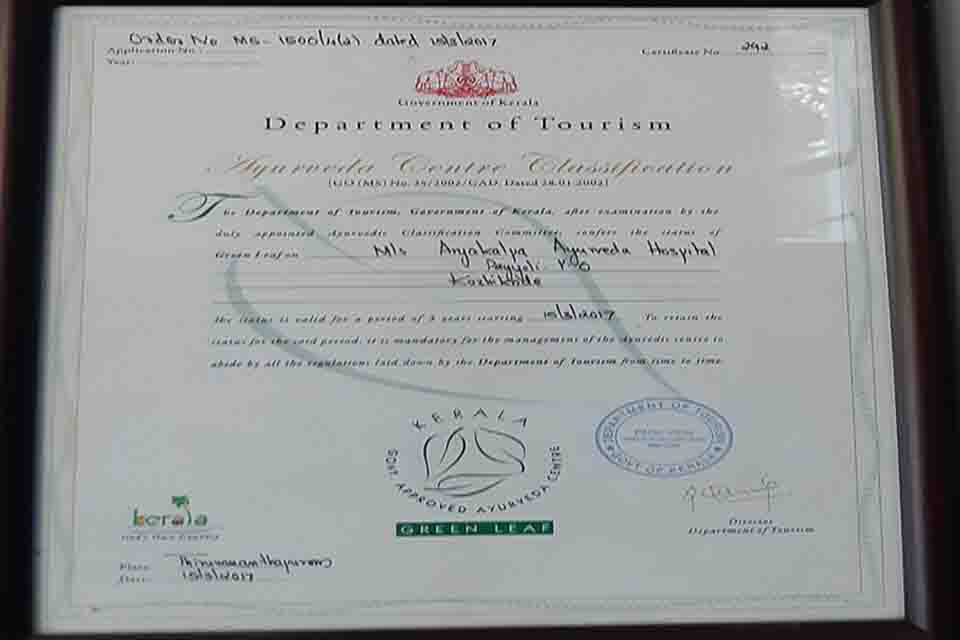 Order No MS-1500/4(2) dated 15/3/2017
Application No.:
Year:
Certificate No. 292
Government of Kerala
Department of Tourism
Ayurveda Centre Classification
[GO (MS) No. 35/2002/GAD. Dated 28.01.2002]
The Department of Tourism, Government of Kerala, after examination by the
duly appointed Ayurvedic Classification Committee, confers the status of
Green Leaf on M/s Aryakalpa Ayurveda Hospital
Payyoli P.O
Kozhikode
The status is valid for a period of 3 years starting 15/3/2017 To retain the
status for the said period, it is mandatory for the management of the Ayurvedic centre to
abide by all the regulations laid down by the Department of Tourism from time to time.
KERALA
GOVT. APPROVED AYURVEDA CENTRE
GREEN LEAF
DEPARTMENT OF TOURISM
GOVT OF KERALA
kerala
God's Own Country
Director
Department of Tourism
Place: Thiruvananthapuram
Date: 15/3/2017